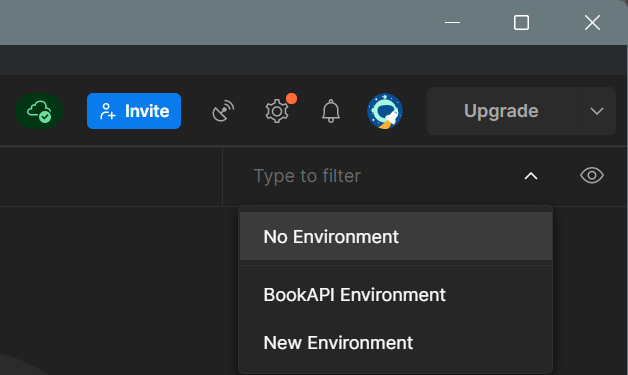 Invite
Upgrade
Type to filter
No Environment
BookAPI Environment
New Environment